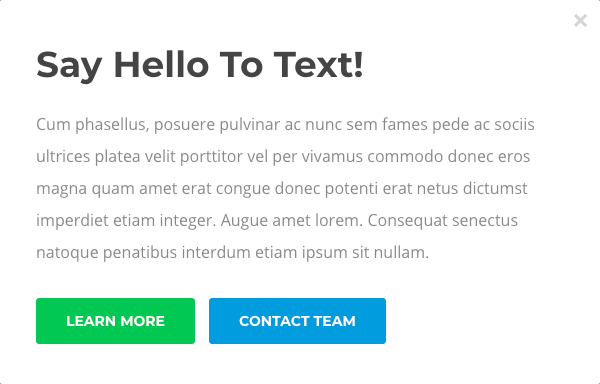 Say Hello To Text!
Cum phasellus, posuere pulvinar ac nunc sem fames pede ac sociis
ultrices platea velit porttitor vel per vivamus commodo donec eros
magna quam amet erat congue donec potenti erat netus dictumst
imperdiet etiam integer. Augue amet lorem. Consequat senectus
natoque penatibus interdum etiam ipsum sit nullam.
LEARN MORE CONTACT TEAM